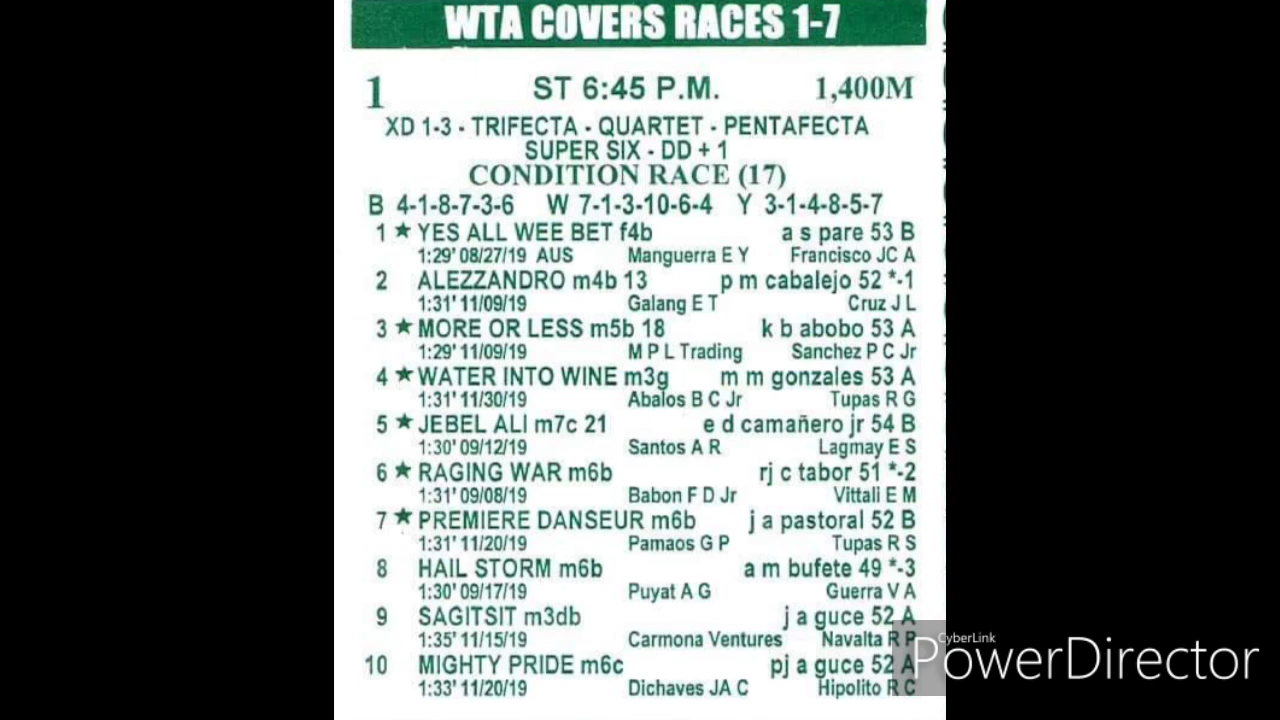 WTA COVERS RACES 1-7
1 ST 6:45 P.M. 1,400M
XD 1-3 - TRIFECTA - QUARTET - PENTAFECTA
SUPER SIX - DD + 1
CONDITION RACE (17)
B 4-1-8-7-3-6 W 7-1-3-10-6-4 Y 3-1-4-8-5-7
1 ★ YES ALL WEE BET f4b a s pare 53 B
1:29' 08/27/19 AUS Manguerra E Y Francisco JC A
2 ALEZZANDRO m4b 13 p m cabalejo 52 *-1
1:31' 11/09/19 Galang E T Cruz J L
3 ★ MORE OR LESS m5b 18 k b abobo 53 A
1:29' 11/09/19 M P L Trading Sanchez P C Jr
4 ★ WATER INTO WINE m3g m m gonzales 53 A
1:31' 11/30/19 Abalos B C Jr Tupas R G
5 ★ JEBEL ALI m7c 21 e d camañero jr 54 B
1:30' 09/12/19 Santos A R Lagmay E S
6 ★ RAGING WAR m6b rj c tabor 51 *-2
1:31' 09/08/19 Babon F D Jr Vittali E M
7 ★ PREMIERE DANSEUR m6b j a pastoral 52 B
1:31' 11/20/19 Pamaos G P Tupas R S
8 HAIL STORM m6b a m bufete 49 *-3
1:30' 09/17/19 Puyat A G Guerra V A
9 SAGITSIT m3db j a guce 52 A
1:35' 11/15/19 Carmona Ventures Navalta R P
10 MIGHTY PRIDE m6c pj a guce 52 A
1:33' 11/20/19 Dichaves JA C Hipolito R C
CyberLink
PowerDirector